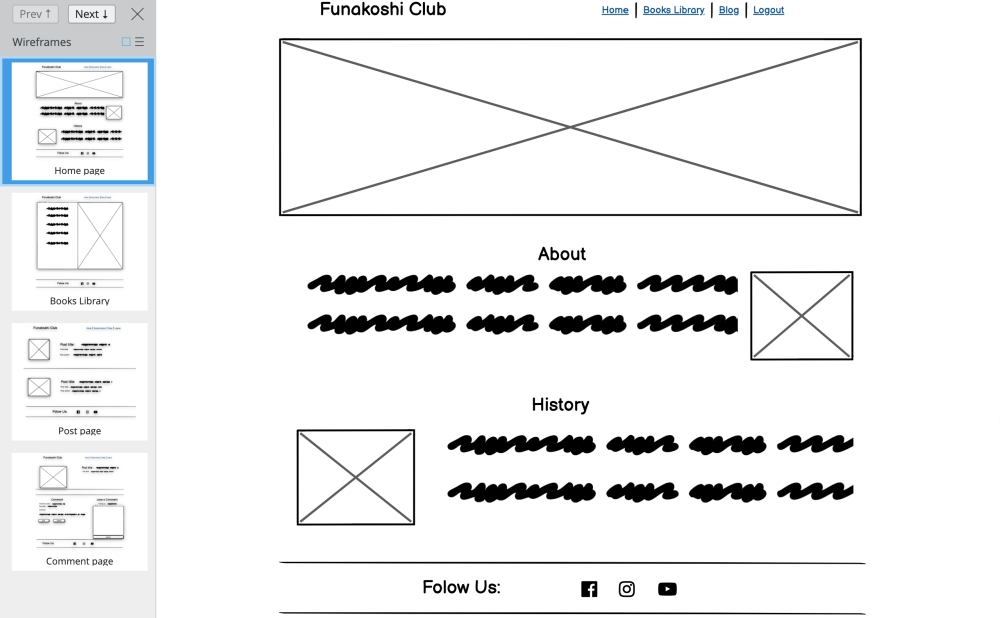 Prev ↑ Next ↓
Wireframes
Home page
Books Library
Post page
Comment page
Funakoshi Club
Home | Books Library | Blog | Logout
About
History
Folow Us: